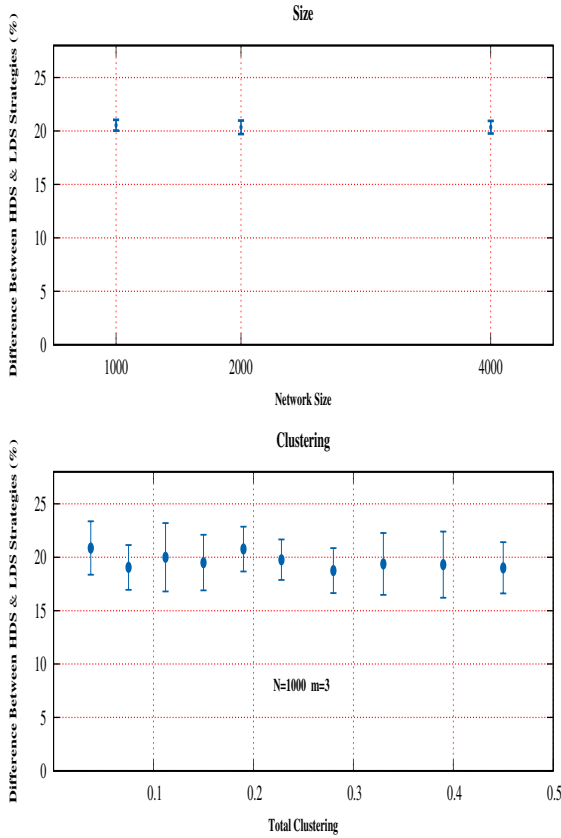 Size
Difference Between HDS & LDS Strategies (%)
25
20
15
10
5
0
1000 2000 4000
Network Size
Clustering
Difference Between HDS & LDS Strategies (%)
25
20
15
10
N=1000 m=3
5
0
0.1 0.2 0.3 0.4 0.5
Total Clustering